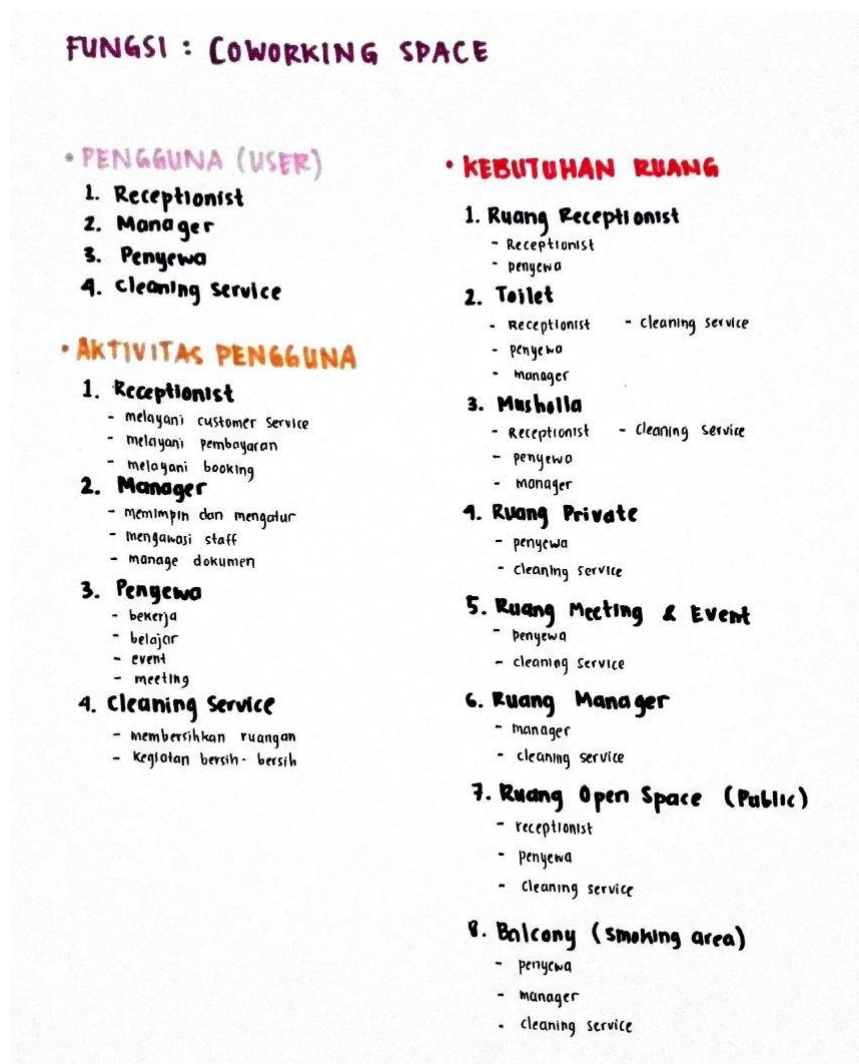 FUNGSI : COWORKING SPACE
• PENGGUNA (USER)
1. Receptionist
2. Manager
3. Penyewa
4. Cleaning Service
• AKTIVITAS PENGGUNA
1. Receptionist
- melayani customer service
- melayani pembayaran
- melayani booking
2. Manager
- memimpin dan mengatur
- mengawasi staff
- manage dokumen
3. Penyewa
- bekerja
- belajar
- event
- meeting
4. Cleaning Service
- membersihkan ruangan
- kegiatan bersih-bersih
• KEBUTUHAN RUANG
1. Ruang Receptionist
- Receptionist
- penyewa
2. Toilet
- Receptionist - cleaning service
- penyewa
- manager
3. Musholla
- Receptionist - cleaning service
- penyewa
- manager
4. Ruang Private
- penyewa
- cleaning service
5. Ruang Meeting & Event
- penyewa
- cleaning service
6. Ruang Manager
- manager
- cleaning service
7. Ruang Open Space (Public)
- receptionist
- penyewa
- cleaning service
8. Balcony (smoking area)
- penyewa
- manager
- cleaning service